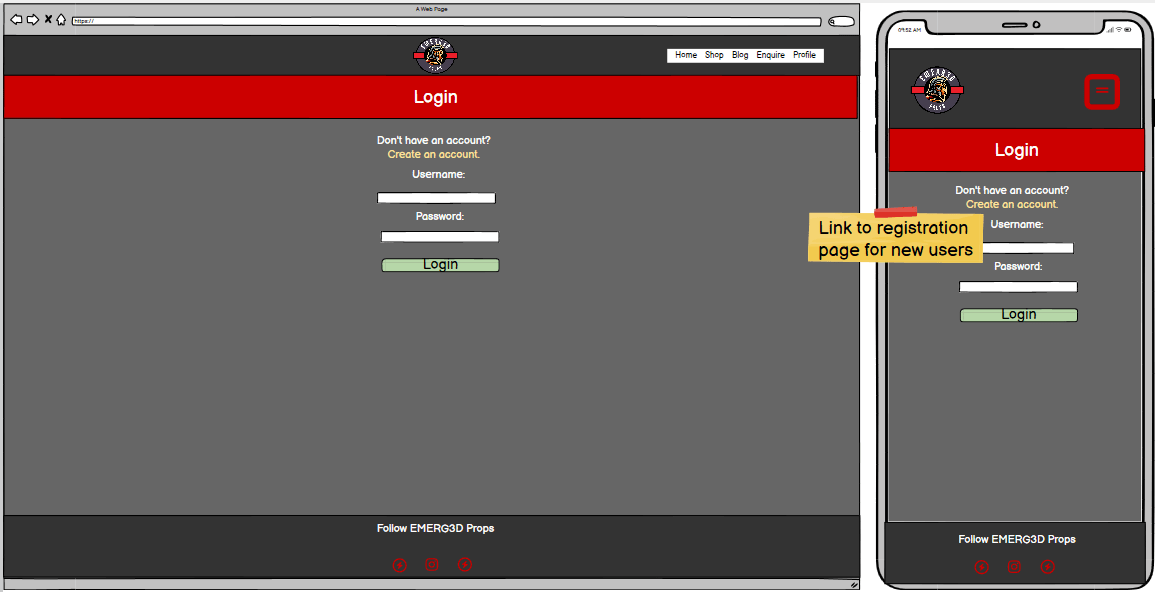 A Web Page
https://
EMERG3D
Home Shop Blog Enquire Profile
Login
Don't have an account?
Create an account.
Username:
Password:
Login
Follow EMERG3D Props
09:52 AM
EMERG3D
Login
Don't have an account?
Create an account.
Link to registration
page for new users
Username:
Password:
Login
Follow EMERG3D Props